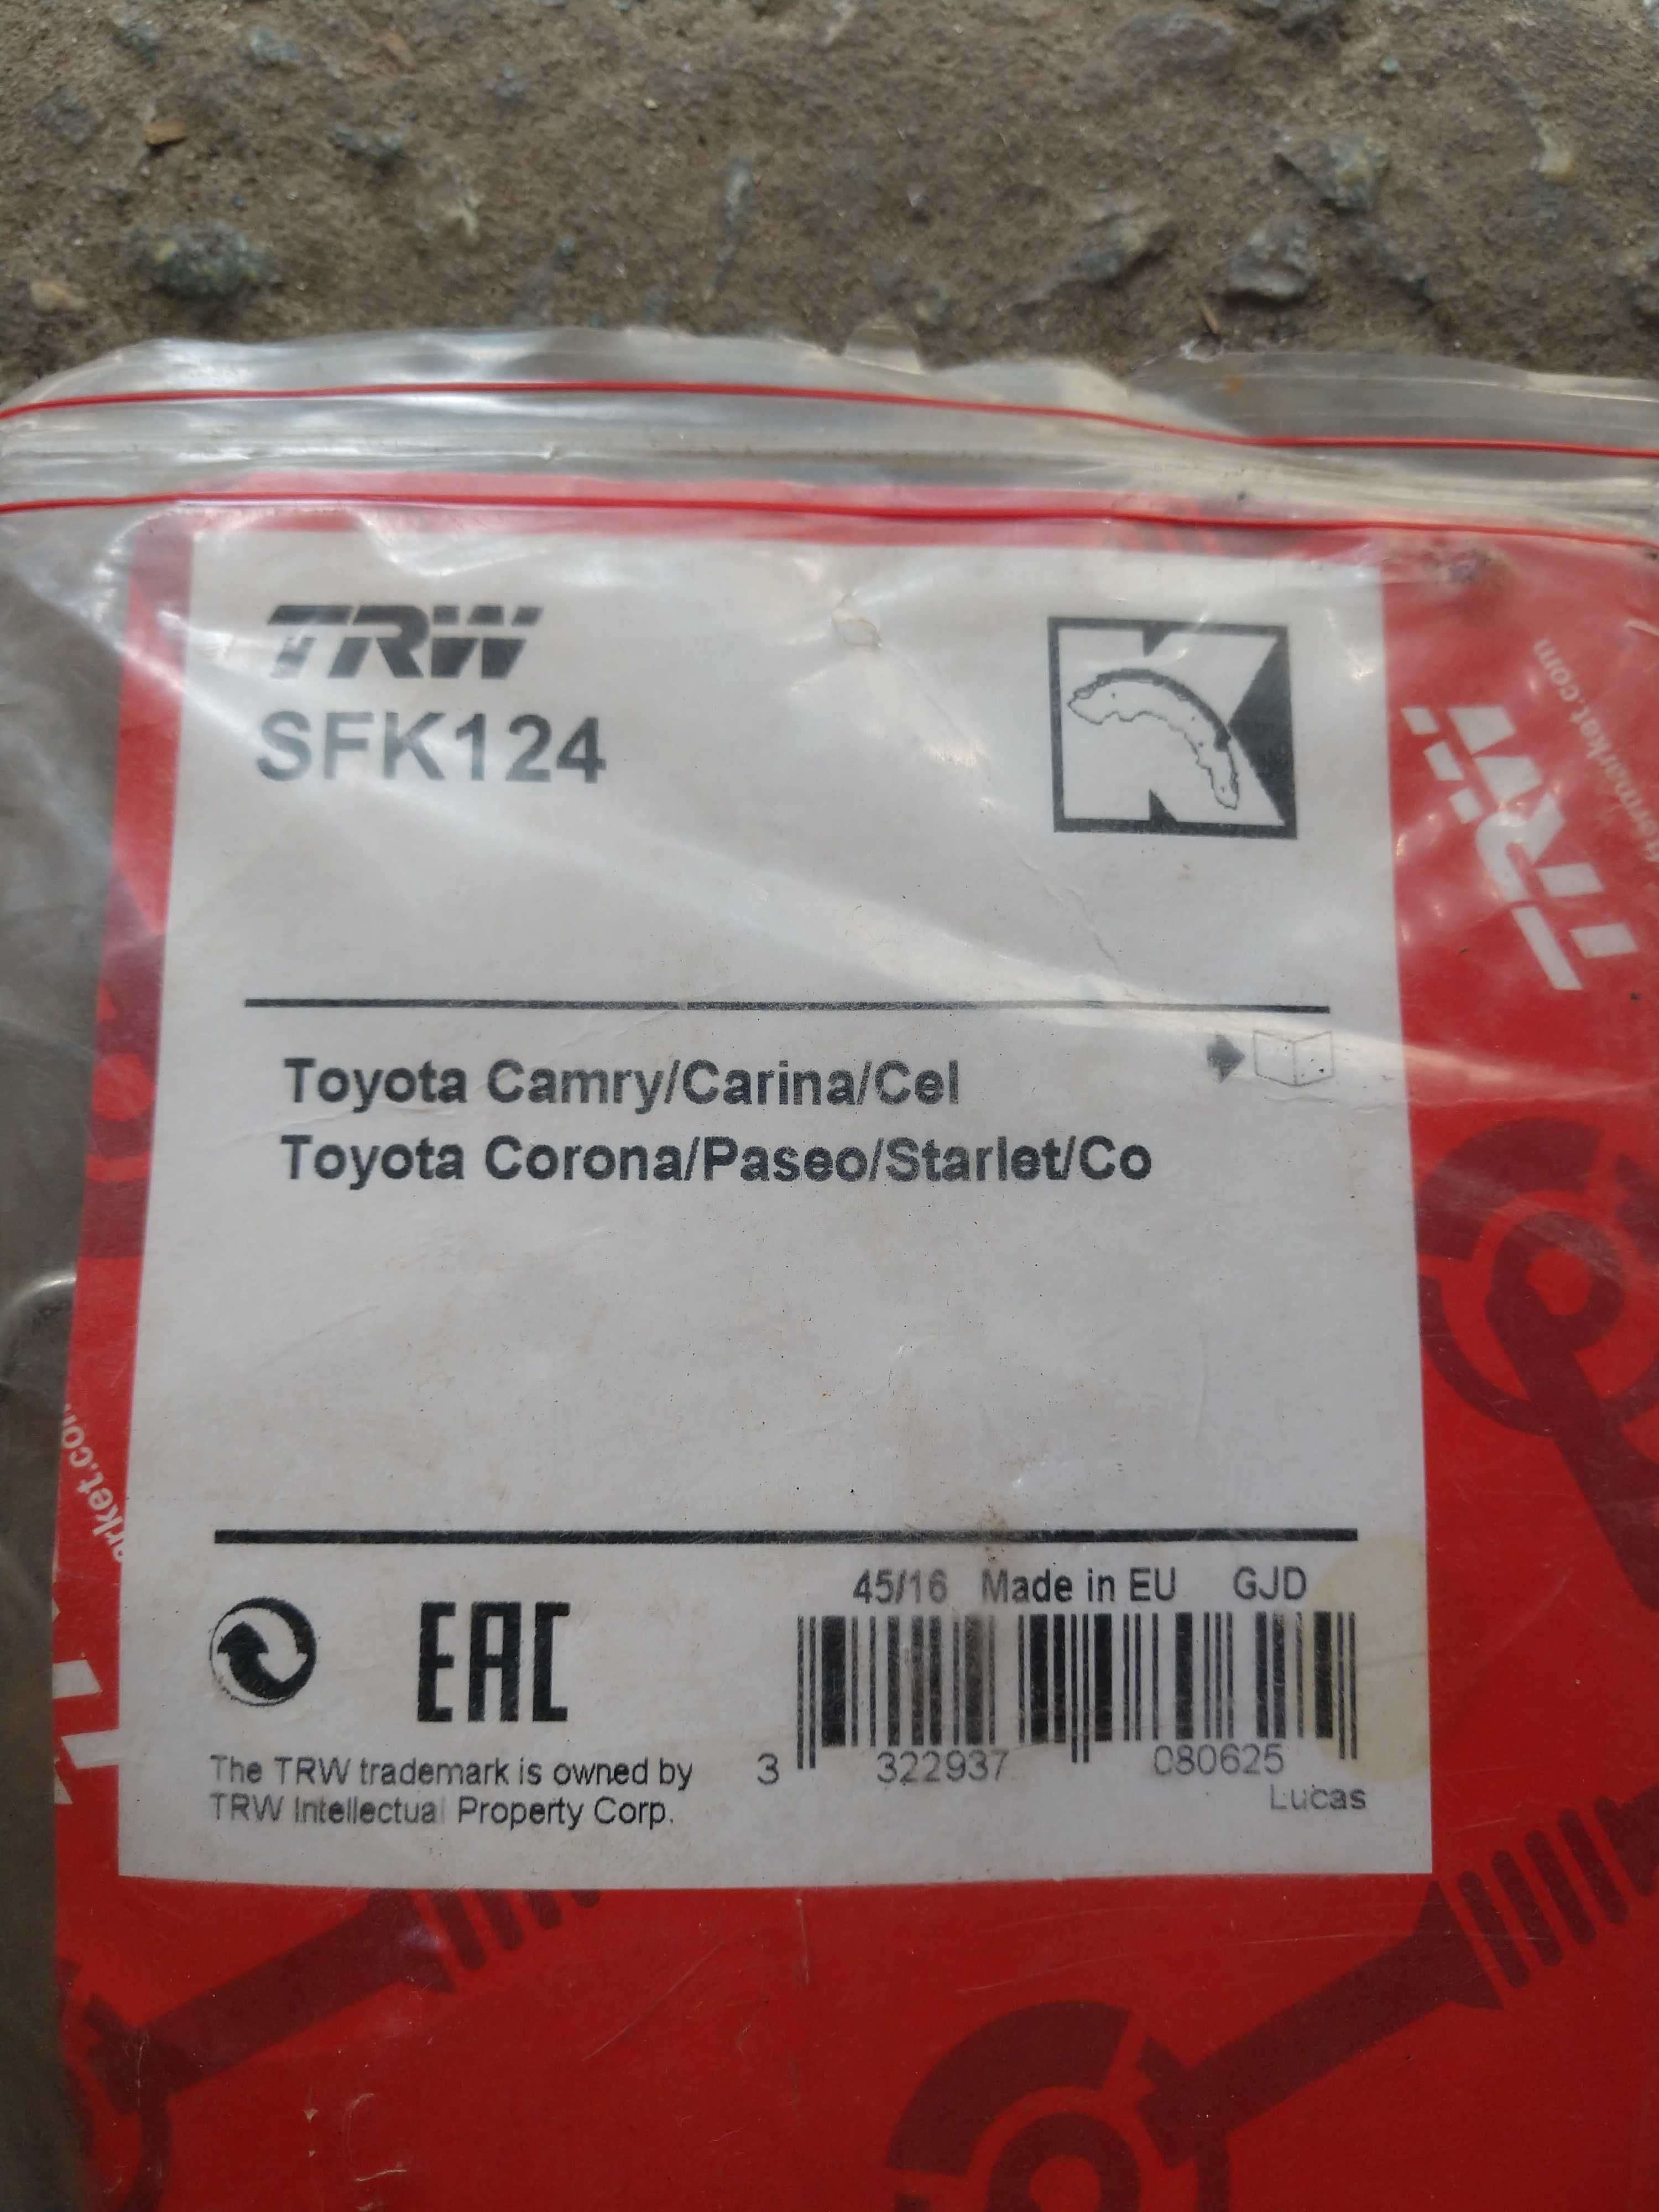 TRW
SFK124
TRW
Toyota Camry/Carina/Cel
Toyota Corona/Paseo/Starlet/Co
45/16 Made in EU GJD
EAC
3 322937 080625
Lucas
The TRW trademark is owned by
TRW Intellectual Property Corp.